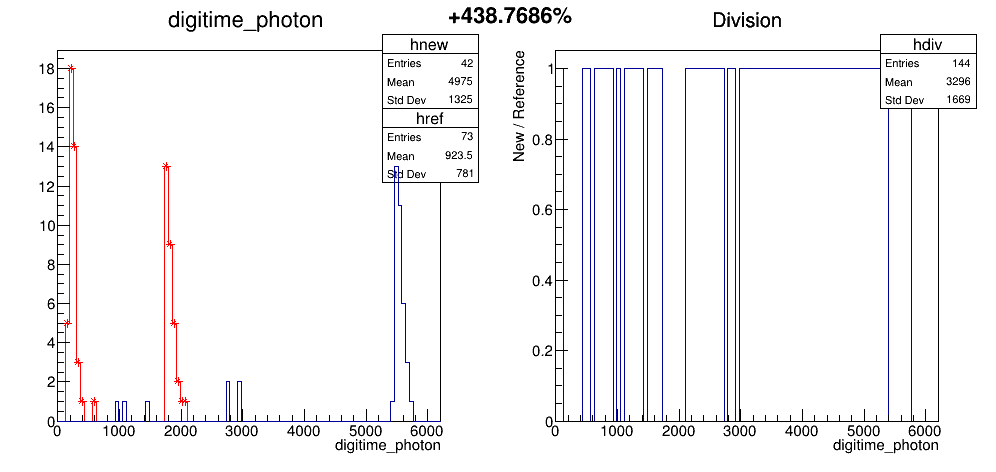 digitime_photon
+438.7686%
Division
hnew
Entries 42
Mean 4975
Std Dev 1325
href
Entries 73
Mean 923.5
Std Dev 781
18
16
14
12
10
8
6
4
2
0
0 1000 2000 3000 4000 5000 6000
digitime_photon
hdiv
Entries 144
Mean 3296
Std Dev 1669
New / Reference
1
0.8
0.6
0.4
0.2
0
0 1000 2000 3000 4000 5000 6000
digitime_photon